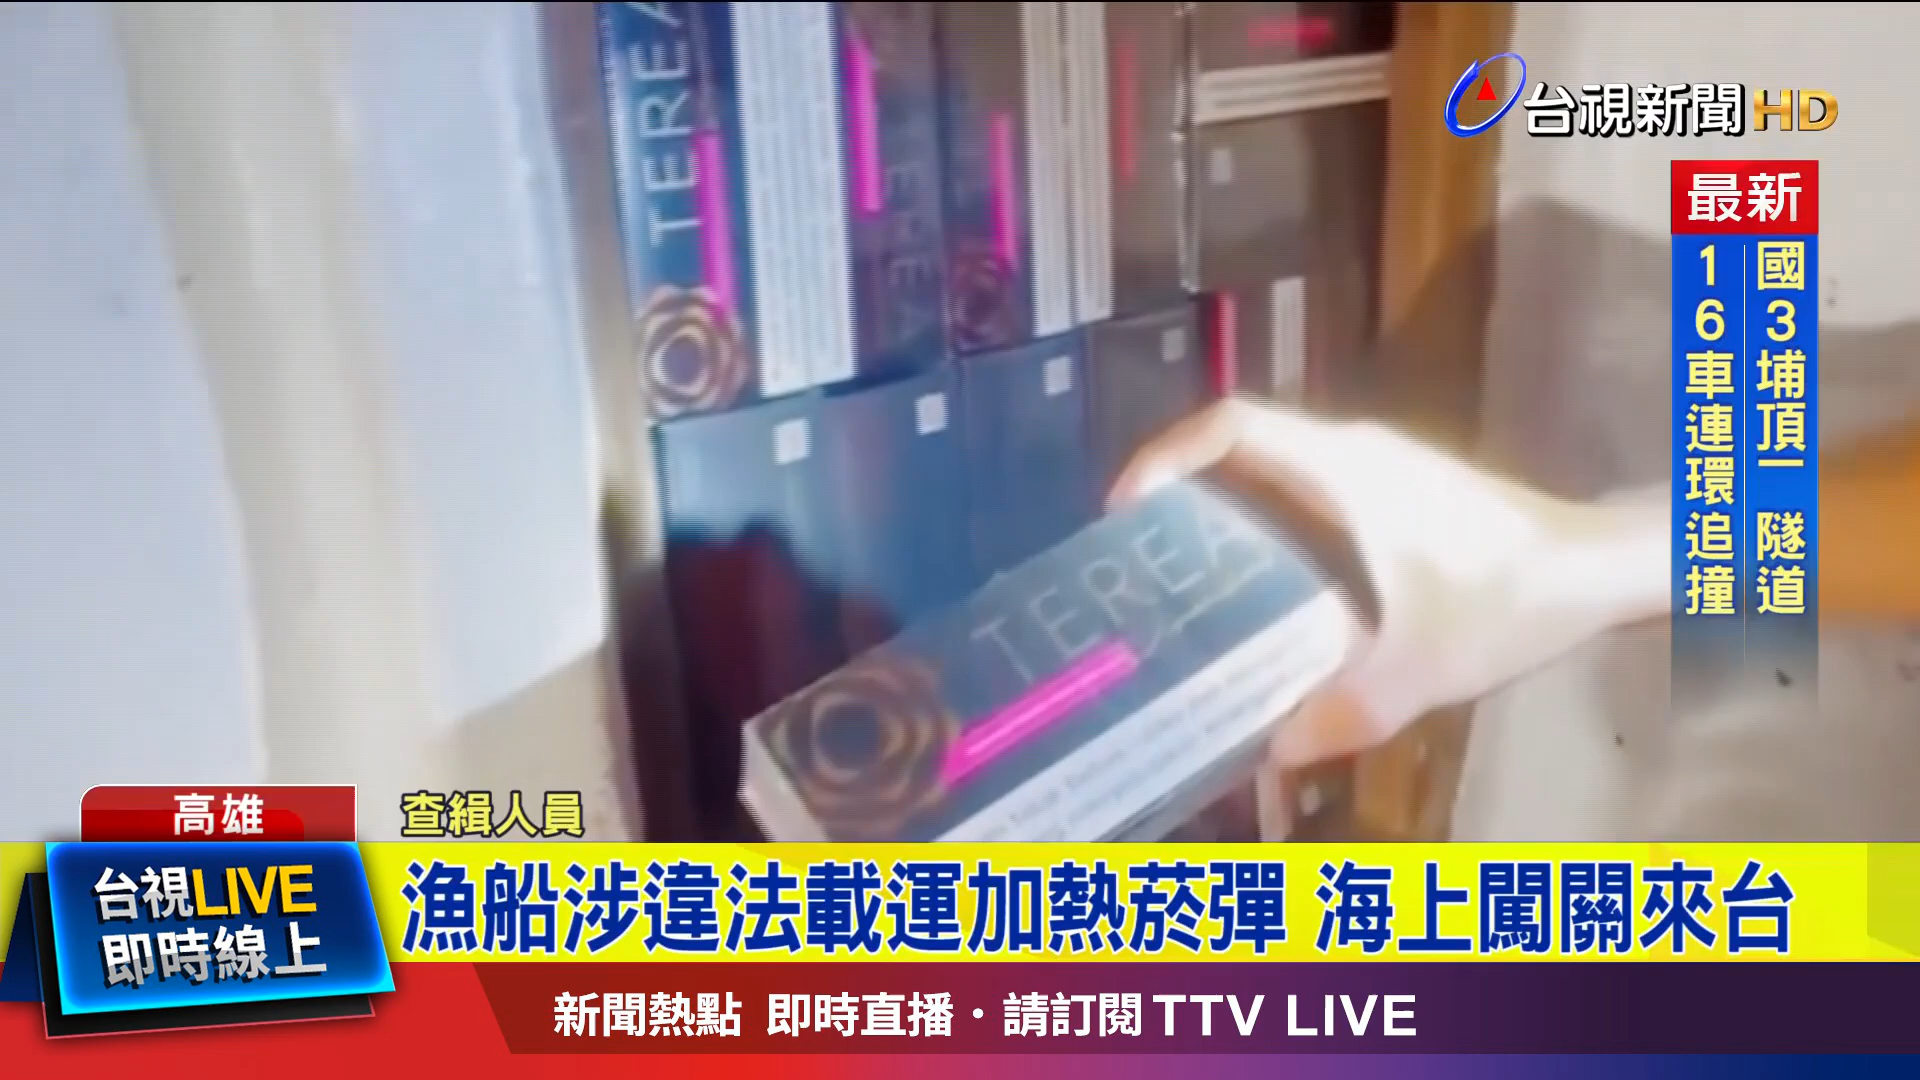 TEREA
台視新聞HD
最新
國3埔頂一隧道
16車連環追撞
TEREA
高雄
查緝人員
台視LIVE
即時線上
漁船涉違法載運加熱菸彈 海上闖關來台
新聞熱點 即時直播・請訂閱TTV LIVE